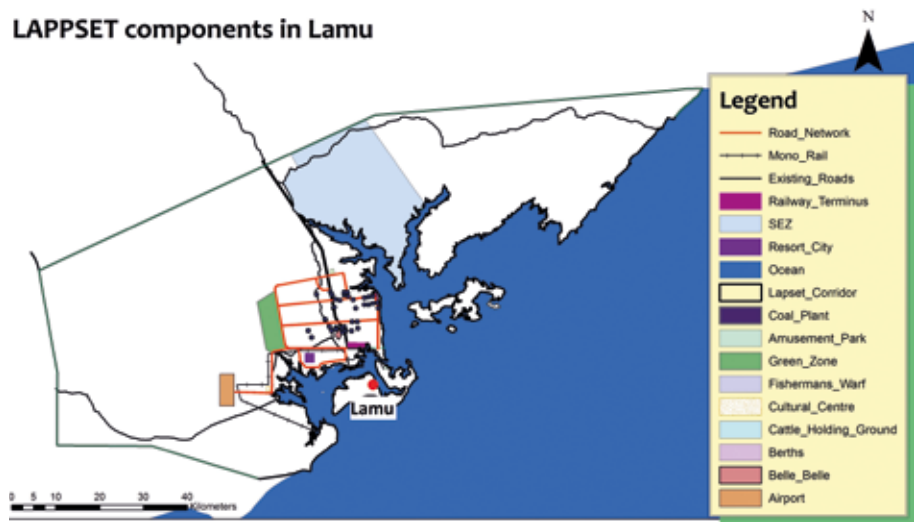 LAPPSET components in Lamu
N
Legend
Road_Network
Mono_Rail
Existing_Roads
Railway_Terminus
SEZ
Resort_City
Ocean
Lapset_Corridor
Coal_Plant
Amusement_Park
Green_Zone
Fishermans_Warf
Cultural_Centre
Cattle_Holding_Ground
Berths
Belle_Belle
Airport
Lamu
0 5 10 20 30 40
Kilometers